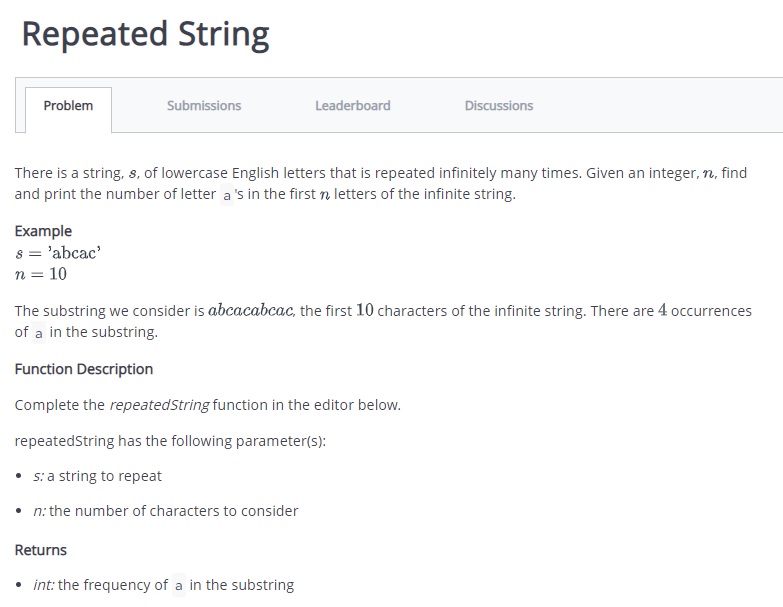 Repeated String
Problem Submissions Leaderboard Discussions
There is a string, s, of lowercase English letters that is repeated infinitely many times. Given an integer, n, find
and print the number of letter a 's in the first n letters of the infinite string.
Example
s = 'abcac'
n = 10
The substring we consider is abcacabcac, the first 10 characters of the infinite string. There are 4 occurrences
of a in the substring.
Function Description
Complete the repeatedString function in the editor below.
repeatedString has the following parameter(s):
• s: a string to repeat
• n: the number of characters to consider
Returns
• int: the frequency of a in the substring